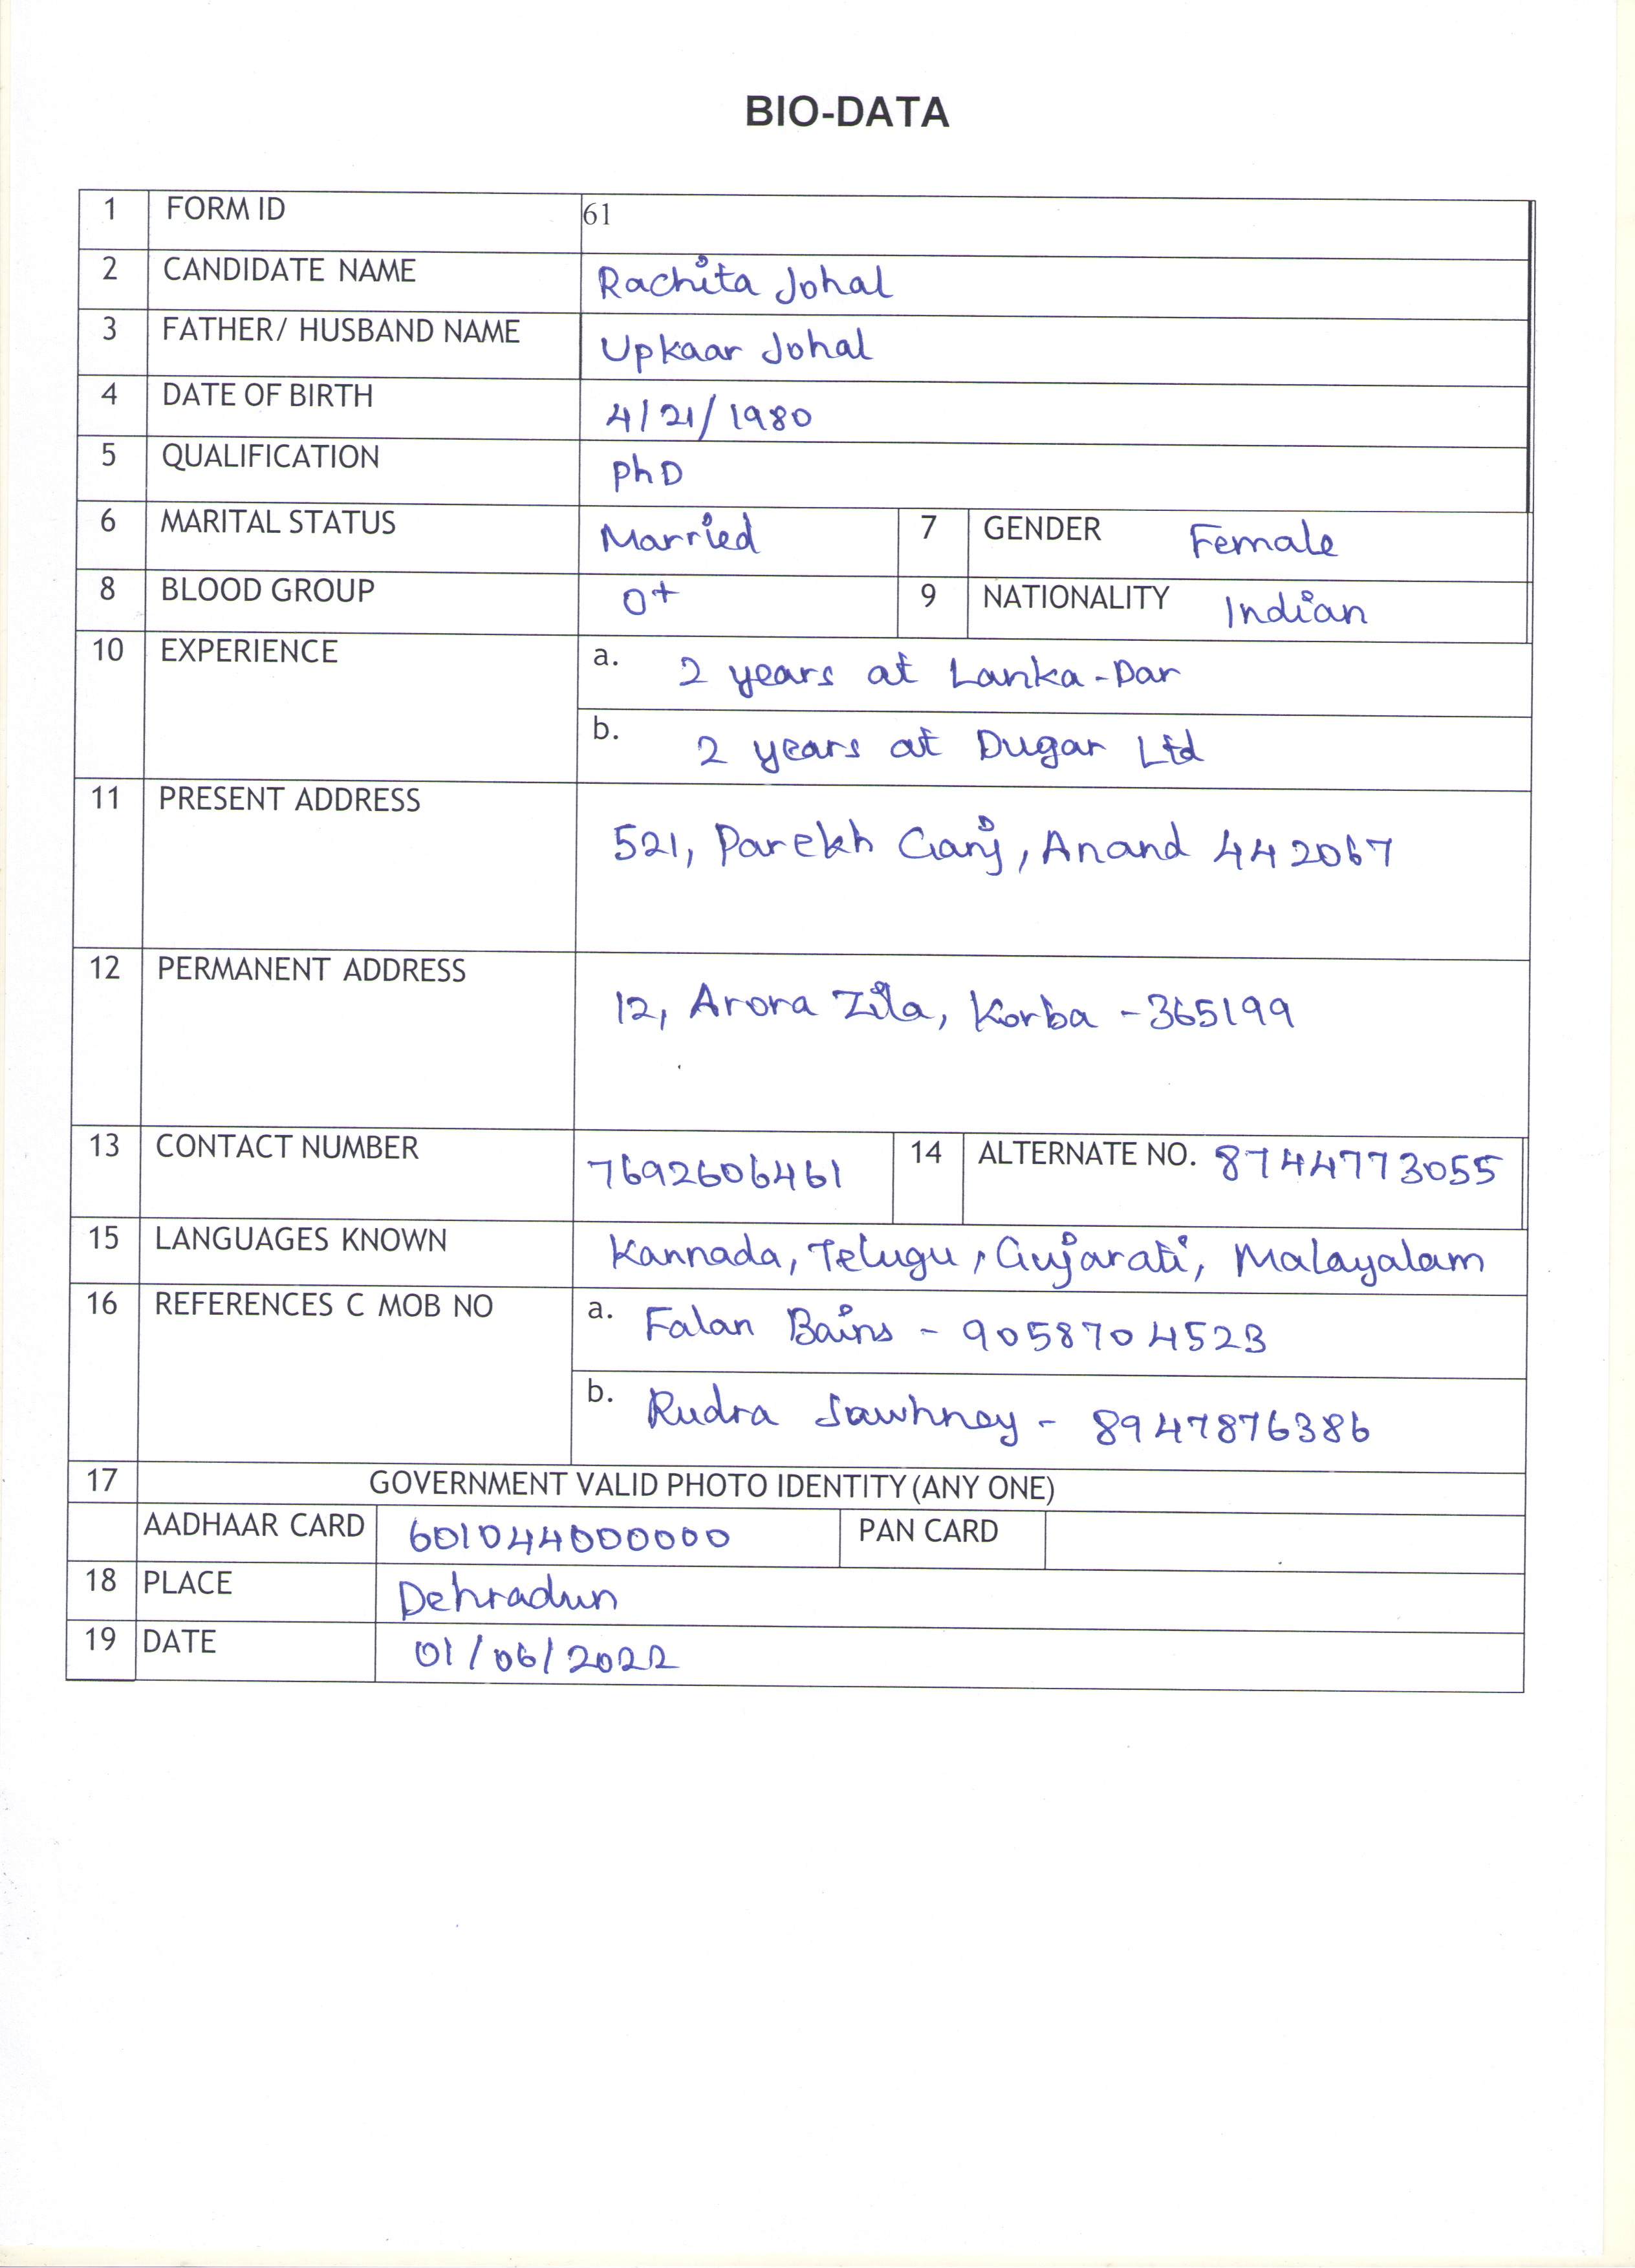 BIO-DATA
1 FORM ID 61
2 CANDIDATE NAME Rachita Johal
3 FATHER/ HUSBAND NAME Upkaar Johal
4 DATE OF BIRTH 4/21/1980
5 QUALIFICATION PhD
6 MARITAL STATUS Married 7 GENDER Female
8 BLOOD GROUP O+ 9 NATIONALITY Indian
10 EXPERIENCE a. 2 years at Lanka-Dar
b. 2 years at Dugar Ltd
11 PRESENT ADDRESS
521, Parekh Ganj, Anand 442067
12 PERMANENT ADDRESS
12, Arora Zila, Korba -365199
13 CONTACT NUMBER 7692606461 14 ALTERNATE NO. 8744773055
15 LANGUAGES KNOWN Kannada, Telugu, Gujarati, Malayalam
16 REFERENCES C MOB NO a. Falan Bains - 9058704523
b. Rudra Sawhney - 8947876386
17 GOVERNMENT VALID PHOTO IDENTITY (ANY ONE)
AADHAAR CARD 601044000000 PAN CARD
18 PLACE Dehradun
19 DATE 01/06/2022